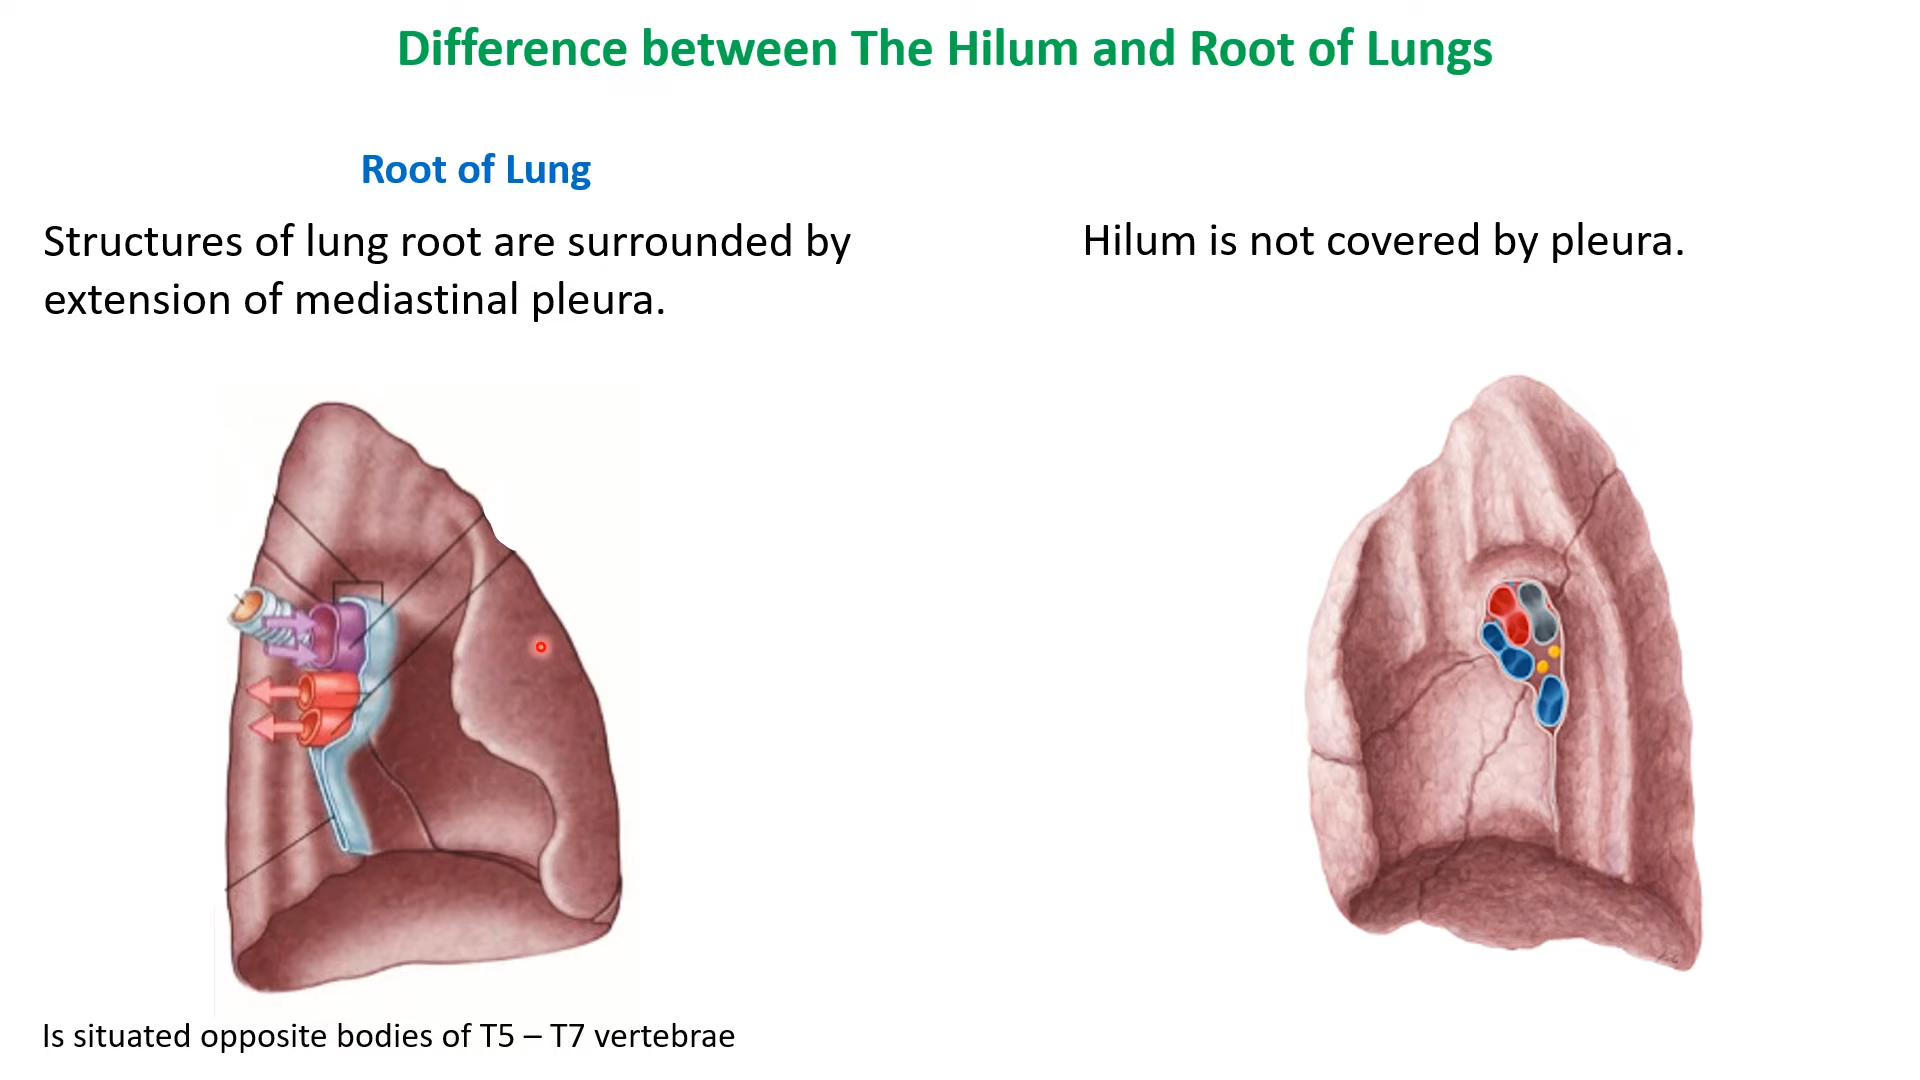 Difference between The Hilum and Root of Lungs
Root of Lung
Structures of lung root are surrounded by
extension of mediastinal pleura.
Hilum is not covered by pleura.
Is situated opposite bodies of T5 – T7 vertebrae